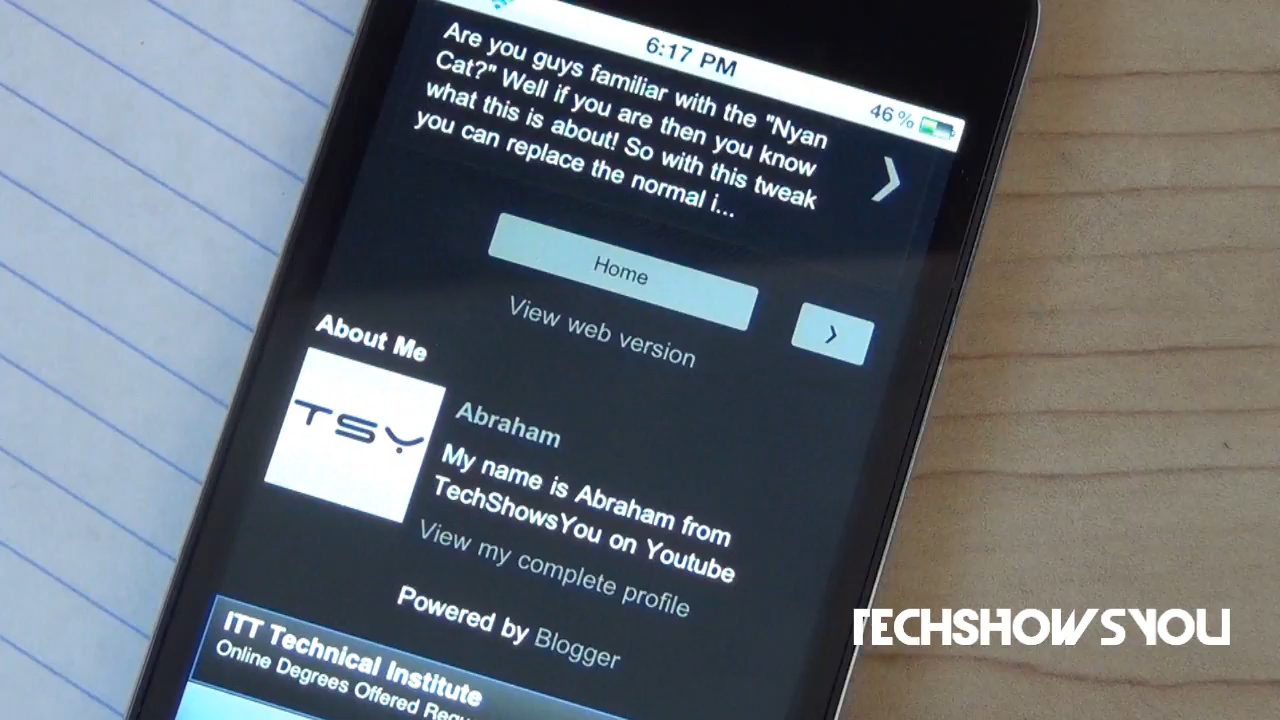 6:17 PM
46%
Are you guys familiar with the "Nyan
Cat?" Well if you are then you know
what this is about! So with this tweak
you can replace the normal i...
Home
View web version
About Me
TSY
Abraham
My name is Abraham from
TechShowsYou on Youtube
View my complete profile
Powered by Blogger
ITT Technical Institute
Online Degrees Offered
TECHSHOWSYOU